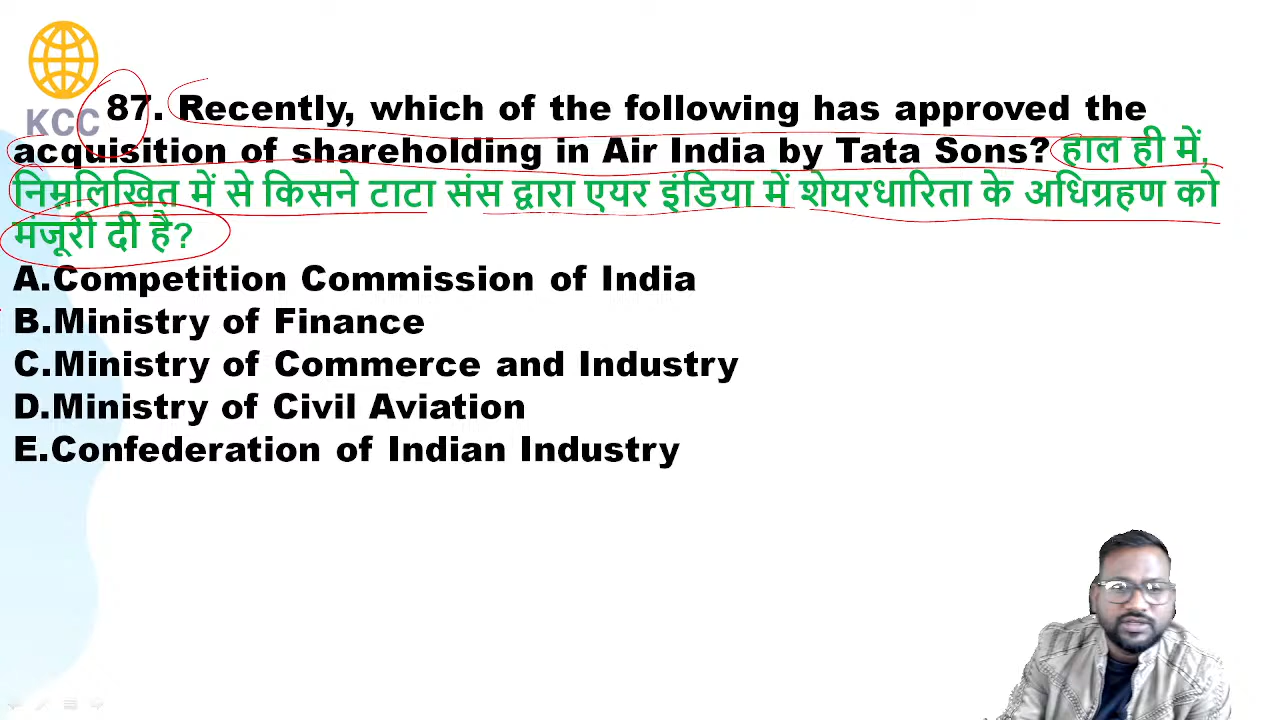 KCC
87. Recently, which of the following has approved the
acquisition of shareholding in Air India by Tata Sons? हाल ही में,
निम्नलिखित में से किसने टाटा संस द्वारा एयर इंडिया में शेयरधारिता के अधिग्रहण को
मंजूरी दी है?
A.Competition Commission of India
B.Ministry of Finance
C.Ministry of Commerce and Industry
D.Ministry of Civil Aviation
E.Confederation of Indian Industry